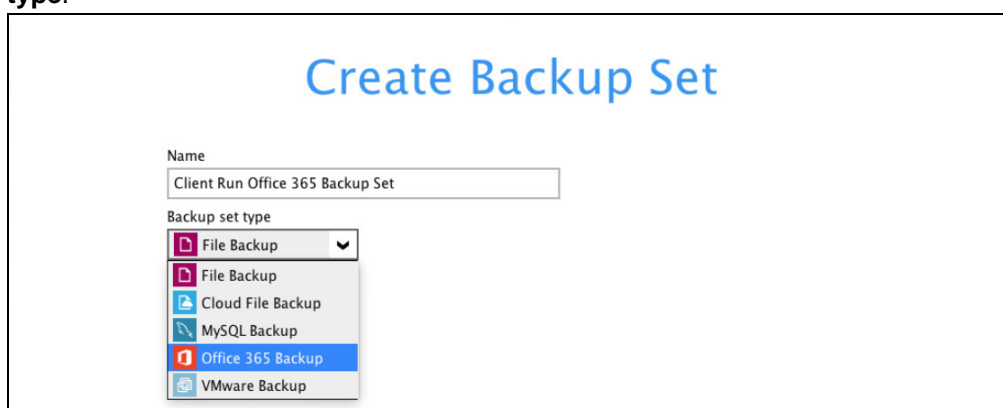 type.
Create Backup Set
Name
Client Run Office 365 Backup Set
Backup set type
File Backup
File Backup
Cloud File Backup
MySQL Backup
Office 365 Backup
VMware Backup